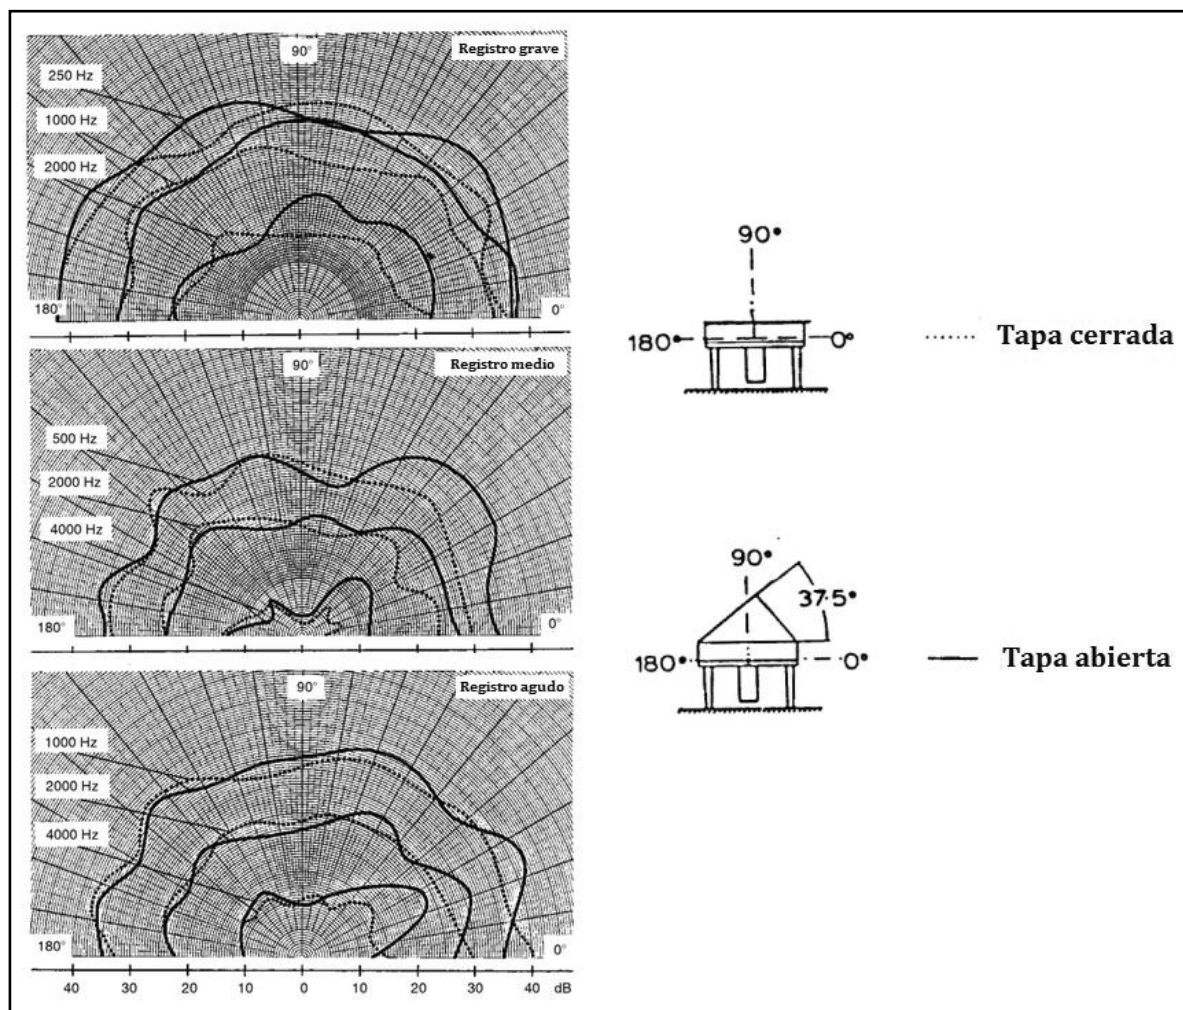 Registro grave
90°
250 Hz
1000 Hz
2000 Hz
180°
0°
Registro medio
90°
500 Hz
2000 Hz
4000 Hz
180°
0°
Registro agudo
90°
1000 Hz
2000 Hz
4000 Hz
180°
0°
40 30 20 10 0 10 20 30 40 dB
90°
180° 0°
Tapa cerrada
90°
37.5°
180° 0°
Tapa abierta